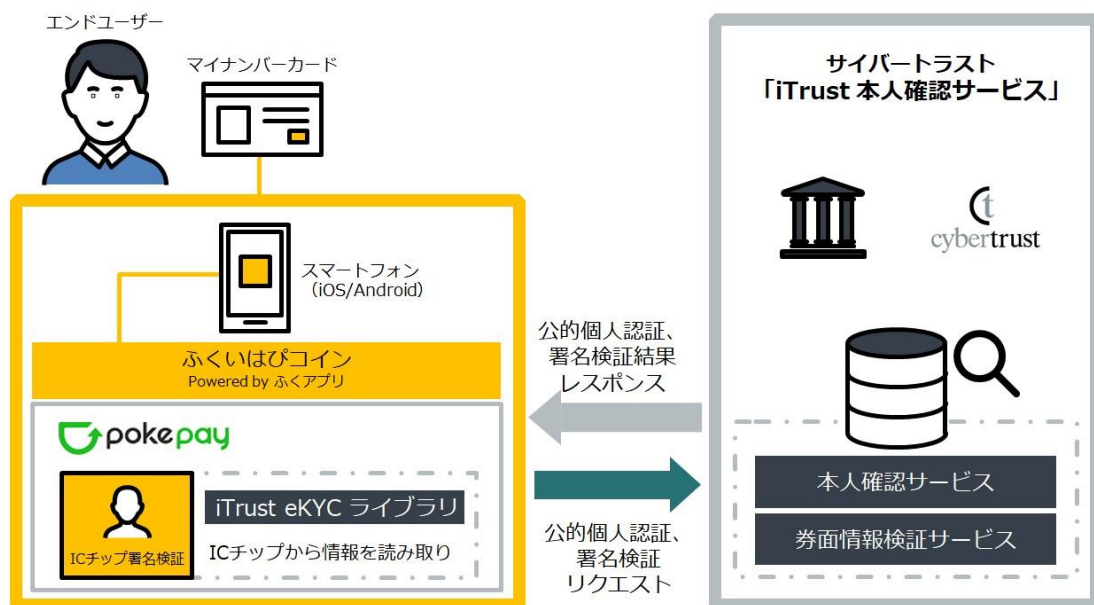 エンドユーザー
マイナンバーカード
スマートフォン
（iOS/Android）
ふくいはぴコイン
Powered by ふくアプリ
pokepay
ICチップ署名検証
iTrust eKYC ライブラリ
ICチップから情報を読み取り
公的個人認証、
署名検証結果
レスポンス
公的個人認証、
署名検証
リクエスト
サイバートラスト
「iTrust 本人確認サービス」
ct
cybertrust
本人確認サービス
券面情報検証サービス